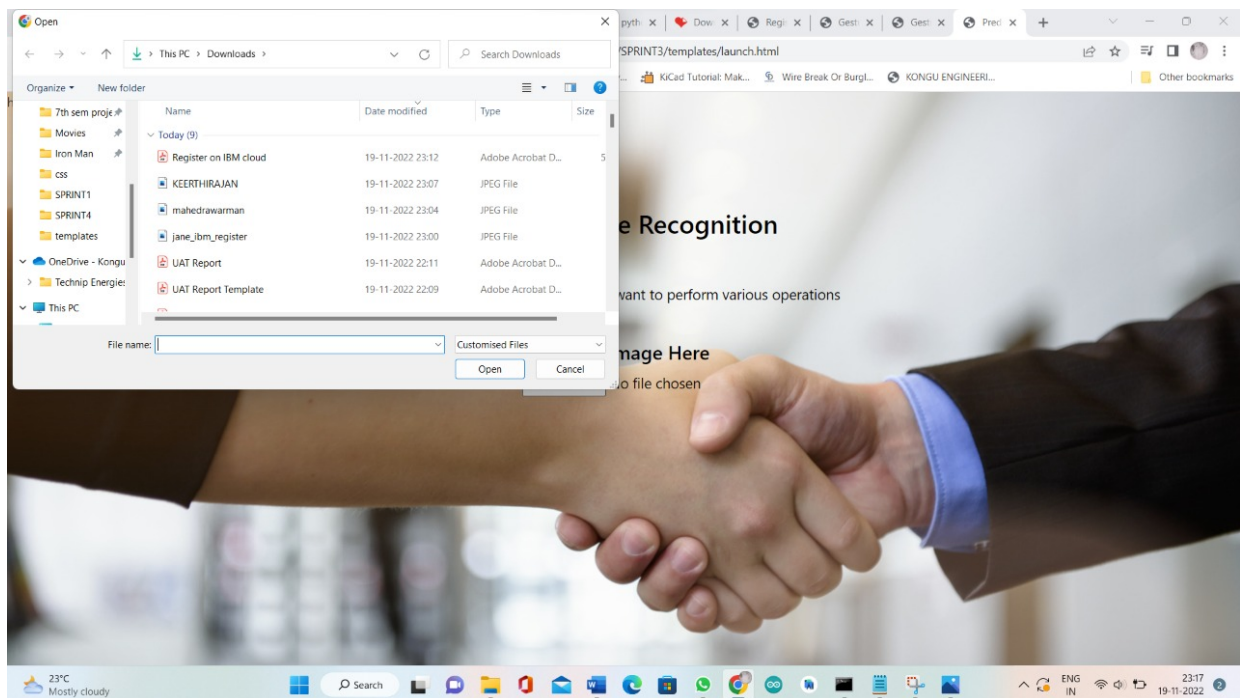 Open
pyth
Dow
Regis
Gesti
Gest
Pred
This PC > Downloads >
Search Downloads
/SPRINT3/templates/launch.html
Organize
New folder
KiCad Tutorial: Mak...
Wire Break Or Burgl...
KONGU ENGINEERI...
Other bookmarks
7th sem proje
Movies
Iron Man
css
SPRINT1
SPRINT4
templates
OneDrive - Kongu
Technip Energies
This PC
Name Date modified Type Size
Today (9)
Register on IBM cloud 19-11-2022 23:12 Adobe Acrobat D... 5
KEERTHIRAJAN 19-11-2022 23:07 JPEG File
mahedrawarman 19-11-2022 23:04 JPEG File
jane_ibm_register 19-11-2022 23:00 JPEG File
UAT Report 19-11-2022 22:11 Adobe Acrobat D...
UAT Report Template 19-11-2022 22:09 Adobe Acrobat D...
File name:
Customised Files
Open
Cancel
e Recognition
want to perform various operations
mage Here
o file chosen
23°C
Mostly cloudy
Search
ENG
IN
23:17
19-11-2022
2